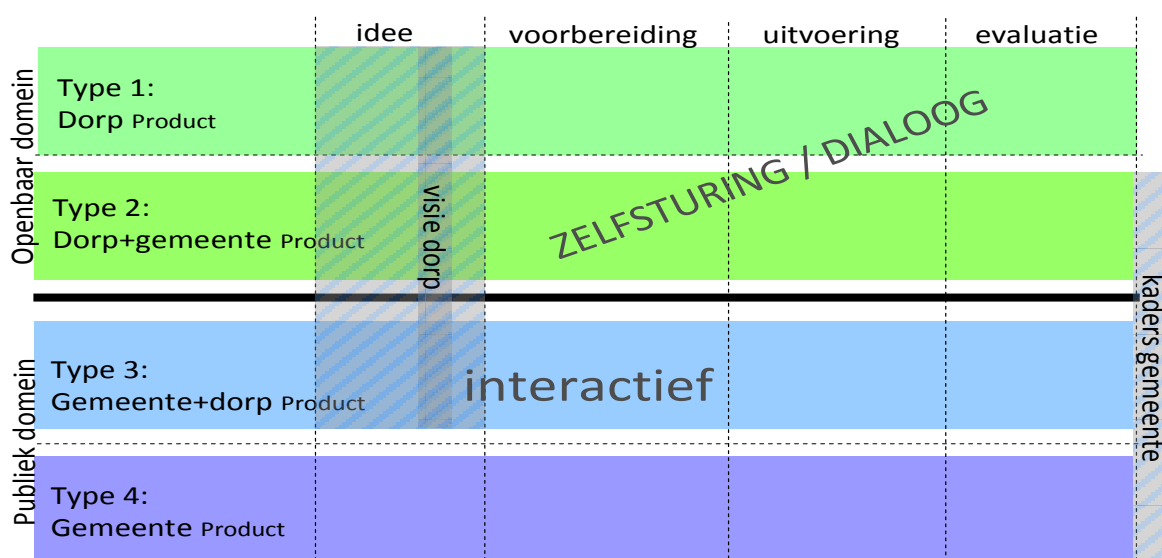 idee
voorbereiding
uitvoering
evaluatie
Openbaar domein
Type 1:
Dorp Product
ZELFSTURING / DIALOOG
Type 2:
Dorp+gemeente Product
visie dorp
Publiek domein
Type 3:
Gemeente+dorp Product
interactief
kaders gemeente
Type 4:
Gemeente Product